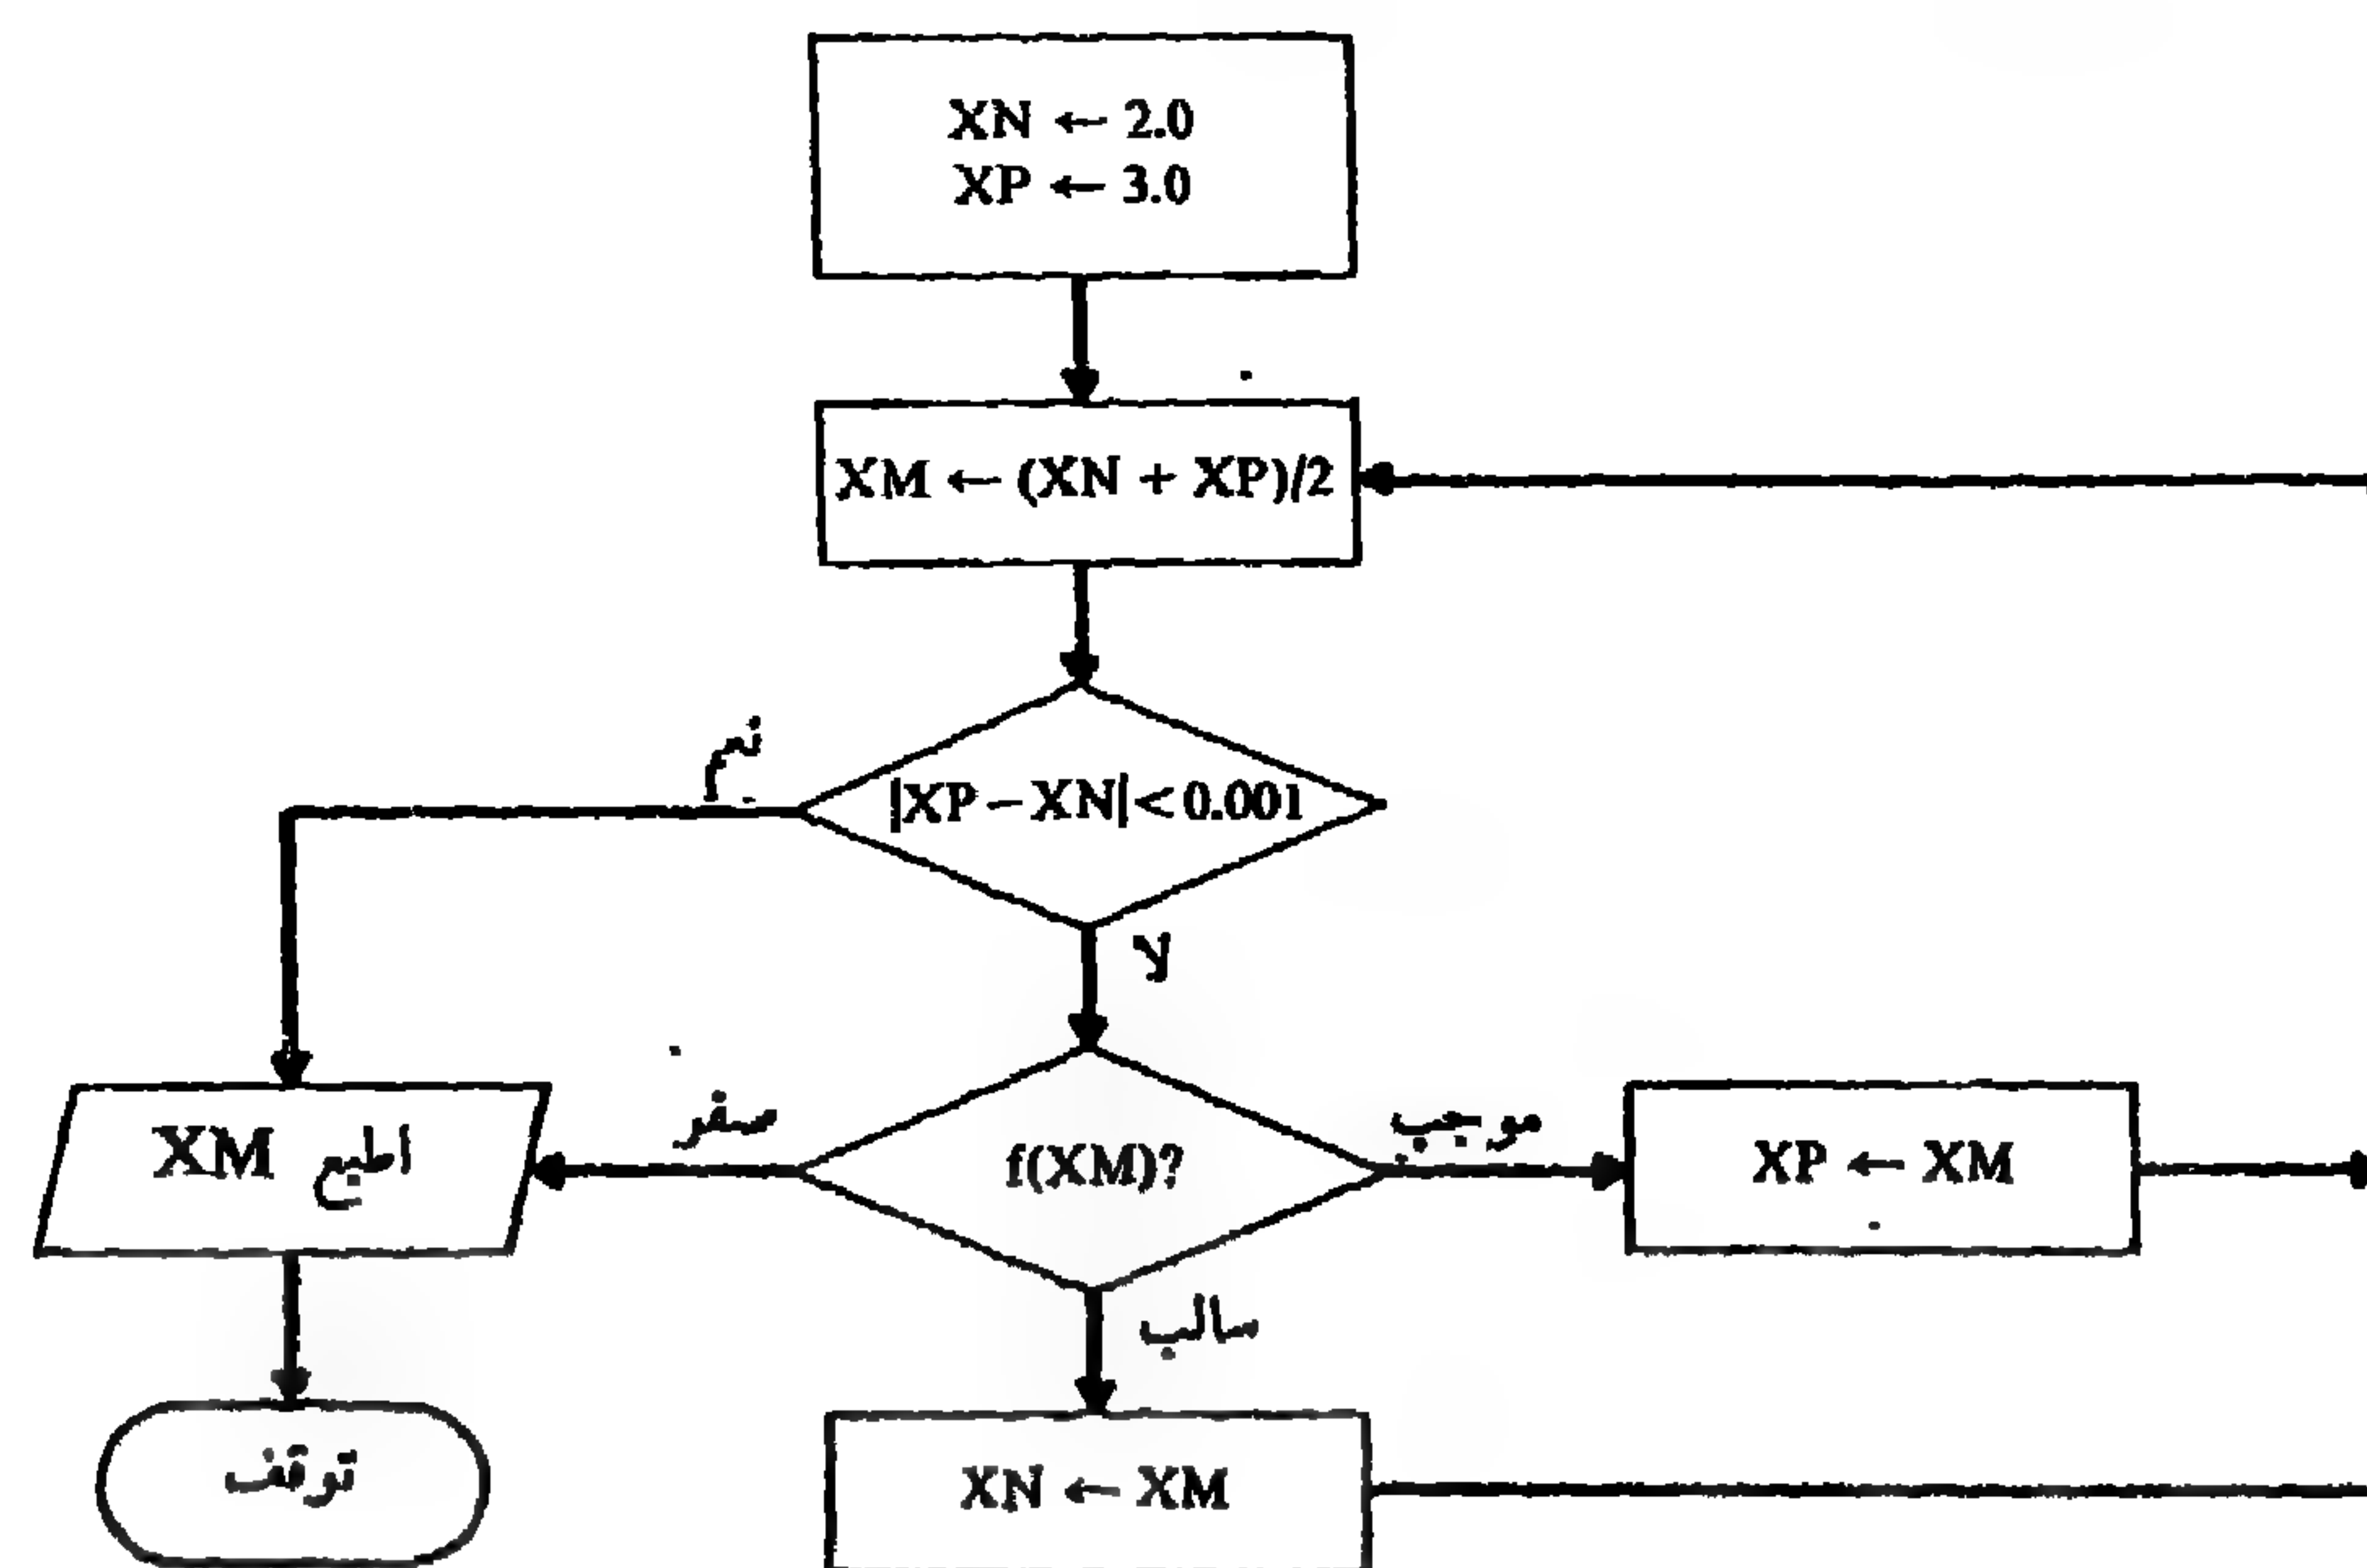 XN ← 2.0
XP ← 3.0
XM ← (XN + XP)/2
نعم
|XP – XN| < 0.001
لا
اطبع XM
صفر
f(XM)?
موجب
XP ← XM
سالب
توقف
XN ← XM